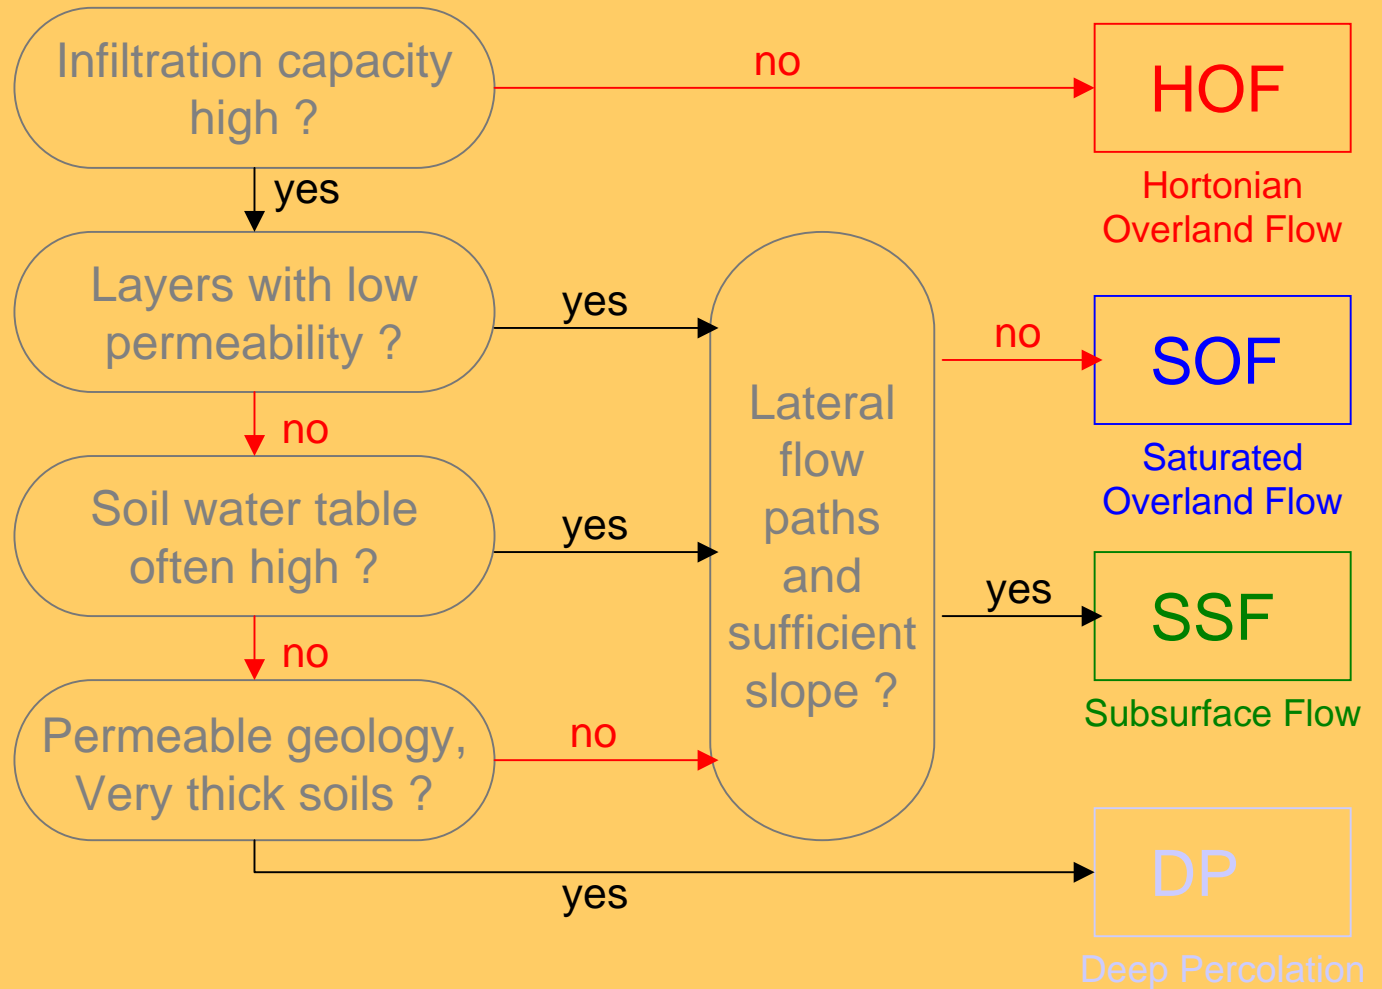 Infiltration capacity
high ?
no
HOF
Hortonian
Overland Flow
yes
Layers with low
permeability ?
yes
Lateral
flow
paths
and
sufficient
slope ?
no
SOF
Saturated
Overland Flow
no
Soil water table
often high ?
yes
yes
SSF
Subsurface Flow
no
Permeable geology,
Very thick soils ?
no
yes
DP
Deep Percolation